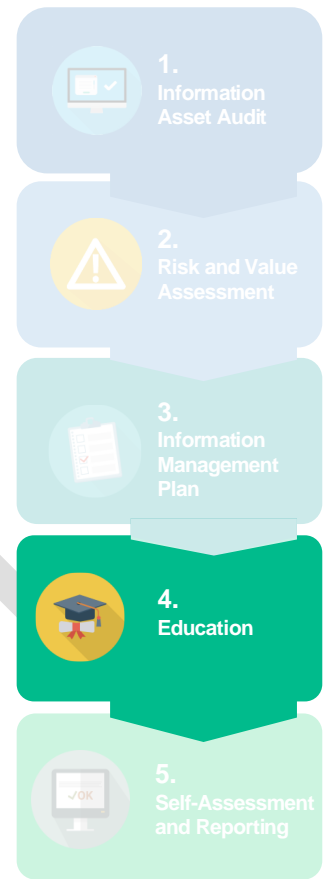 1.
Information
Asset Audit
2.
Risk and Value
Assessment
3.
Information
Management
Plan
4.
Education
5.
✓OK
Self-Assessment
and Reporting